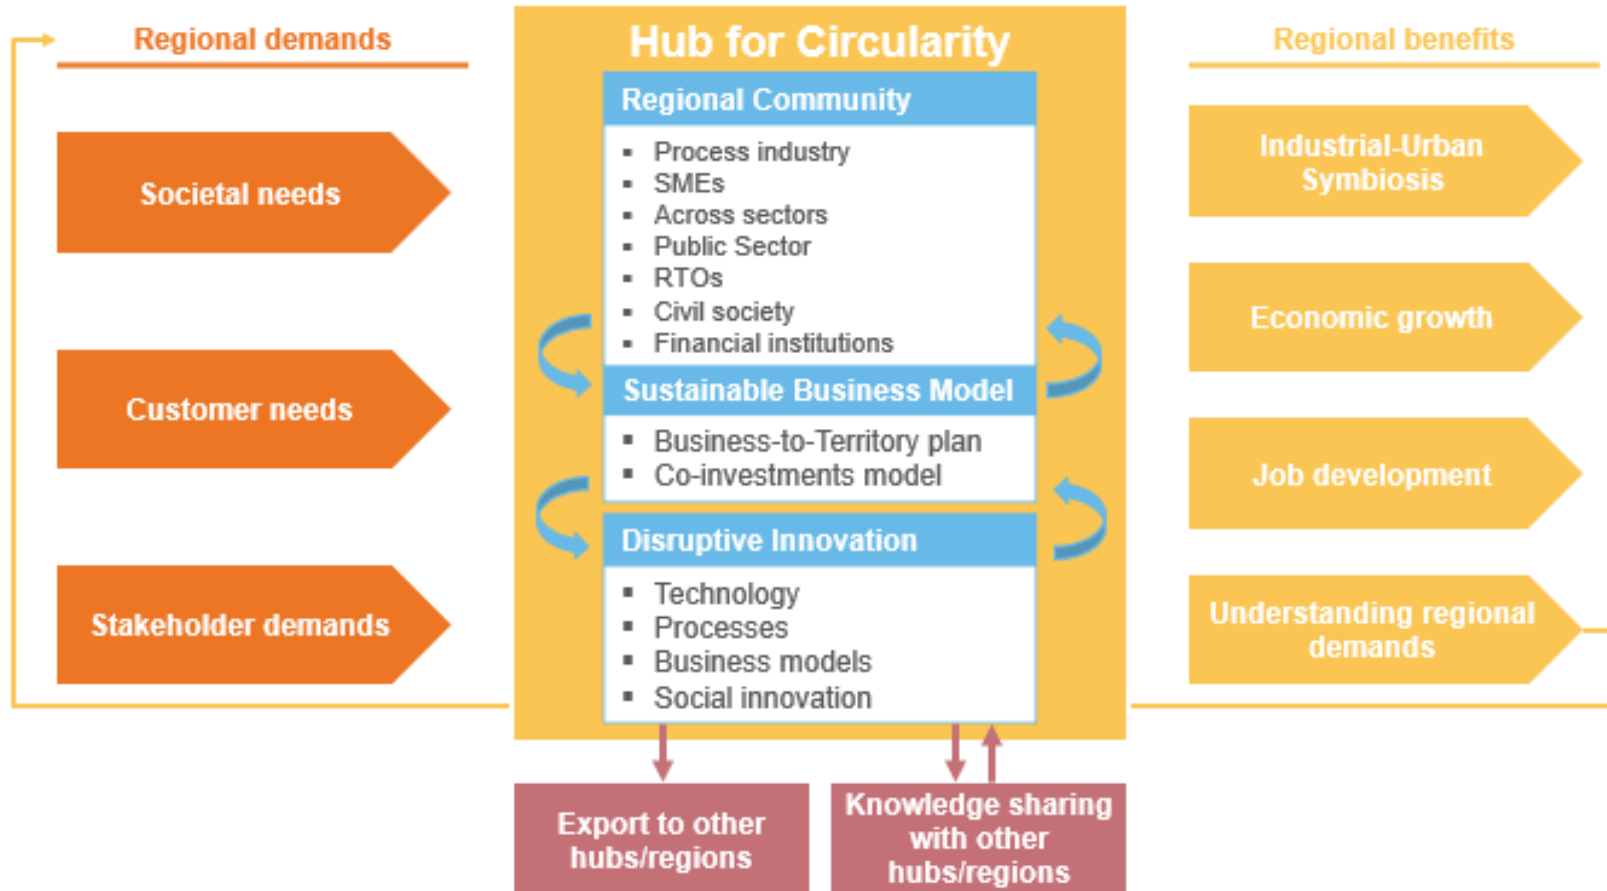 Regional demands
Societal needs
Customer needs
Stakeholder demands
Hub for Circularity
Regional Community
▪ Process industry
▪ SMEs
▪ Across sectors
▪ Public Sector
▪ RTOs
▪ Civil society
▪ Financial institutions
Sustainable Business Model
▪ Business-to-Territory plan
▪ Co-investments model
Disruptive Innovation
▪ Technology
▪ Processes
▪ Business models
▪ Social innovation
Export to other
hubs/regions
Knowledge sharing
with other
hubs/regions
Regional benefits
Industrial-Urban
Symbiosis
Economic growth
Job development
Understanding regional
demands